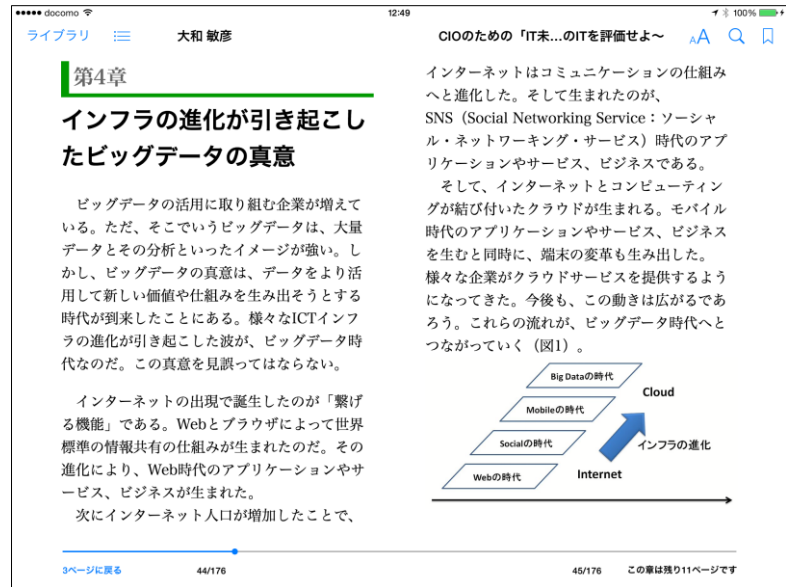 docomo
12:49
100%
ライブラリ
大和 敏彦
CIOのための「IT未…のITを評価せよ〜
AA
第4章
インフラの進化が引き起こし
たビッグデータの真意
ビッグデータの活用に取り組む企業が増えて
いる。ただ、そこでいうビッグデータは、大量
データとその分析といったイメージが強い。し
かし、ビッグデータの真意は、データをより活
用して新しい価値や仕組みを生み出そうとする
時代が到来したことにある。様々なICTインフ
ラの進化が引き起こした波が、ビッグデータ時
代なのだ。この真意を見誤ってはならない。
インターネットの出現で誕生したのが「繋げ
る機能」である。Webとブラウザによって世界
標準の情報共有の仕組みが生まれたのだ。その
進化により、Web時代のアプリケーションやサ
ービス、ビジネスが生まれた。
次にインターネット人口が増加したことで、
インターネットはコミュニケーションの仕組み
へと進化した。そして生まれたのが、
SNS（Social Networking Service：ソーシャ
ル・ネットワーキング・サービス）時代のアプ
リケーションやサービス、ビジネスである。
そして、インターネットとコンピューティン
グが結び付いたクラウドが生まれる。モバイル
時代のアプリケーションやサービス、ビジネス
を生むと同時に、端末の変革も生み出した。
様々な企業がクラウドサービスを提供するよう
になってきた。今後も、この動きは広がるであ
ろう。これらの流れが、ビッグデータ時代へと
つながっていく（図1）。
Big Dataの時代
Cloud
Mobileの時代
Socialの時代
インフラの進化
Webの時代
Internet
3ページに戻る
44/176
45/176
この章は残り11ページです